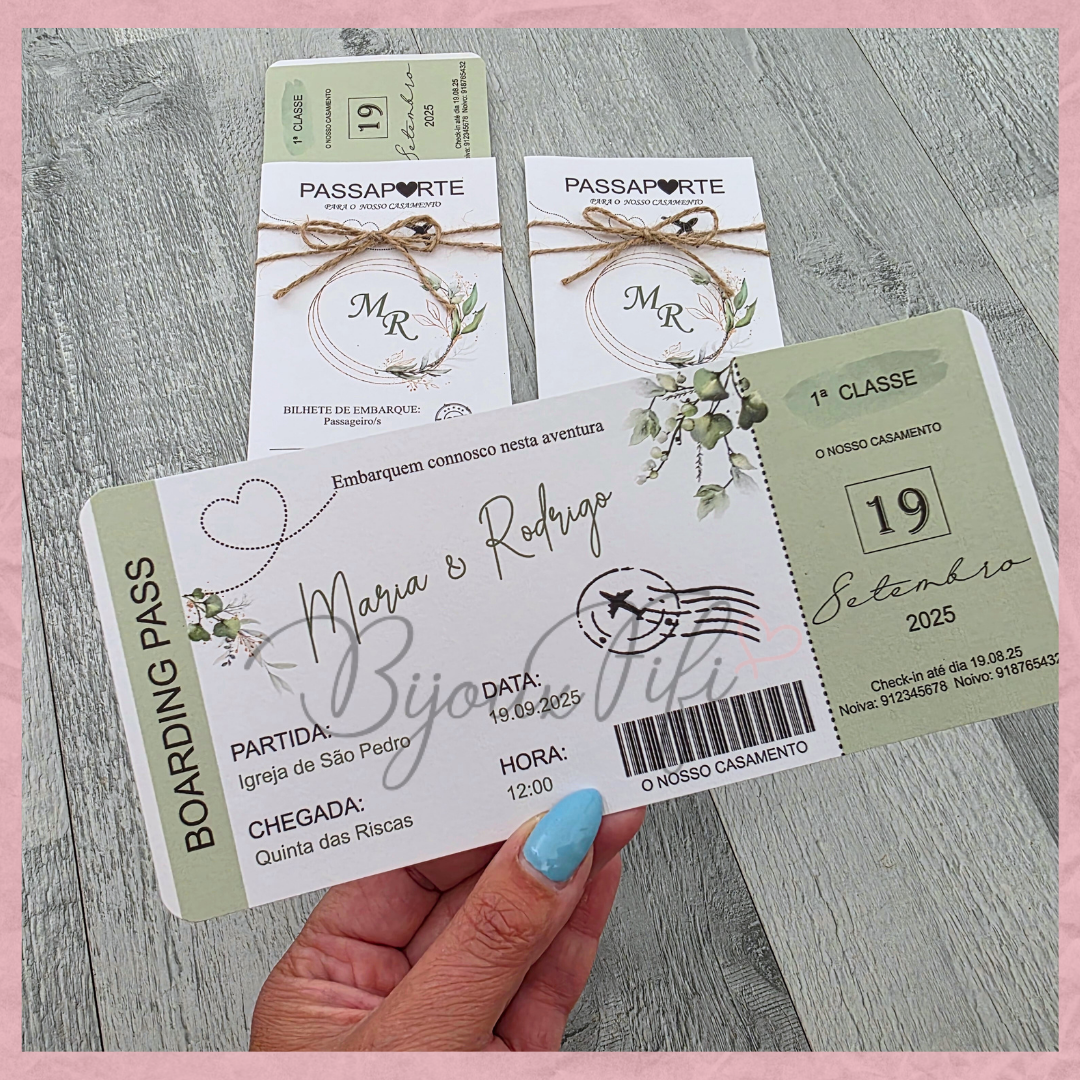 1ª CLASSE
O NOSSO CASAMENTO
19
Setembro
2025
Check-in até dia 19.08.25
Noiva: 912345678 Noivo: 918765432
PASSAPORTE
PARA O NOSSO CASAMENTO
MR
BILHETE DE EMBARQUE:
Passageiro/s
PASSAPORTE
PARA O NOSSO CASAMENTO
MR
BOARDING PASS
Embarquem connosco nesta aventura
Maria & Rodrigo
PARTIDA:
Igreja de São Pedro
CHEGADA:
Quinta das Riscas
DATA:
19.09.2025
HORA:
12:00
O NOSSO CASAMENTO
1ª CLASSE
O NOSSO CASAMENTO
19
Setembro
2025
Check-in até dia 19.08.25
Noiva: 912345678 Noivo: 918765432
Bijoux Fifi